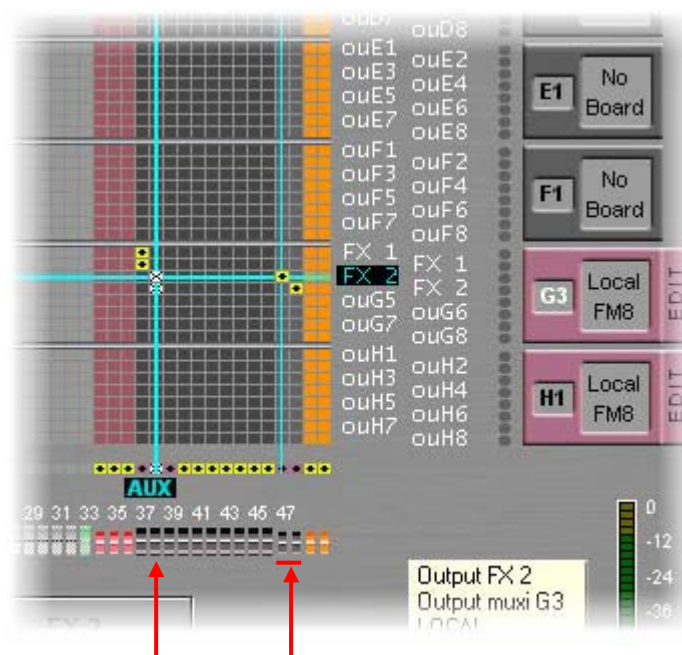 ouD8
ouE1 ouE2
ouE3 ouE4
ouE5 ouE6
ouE7 ouE8
E1 No Board
ouF1 ouF2
ouF3 ouF4
ouF5 ouF6
ouF7 ouF8
F1 No Board
FX 1 FX 1
FX 2 FX 2
ouG5 ouG6
ouG7 ouG8
G3 Local FM8 EDIT
ouH1 ouH2
ouH3 ouH4
ouH5 ouH6
ouH7 ouH8
H1 Local FM8 EDIT
AUX
29 31 33 35 37 39 41 43 45 47
0
-12
-24
-36
Output FX 2
Output muxi G3
LOCAL